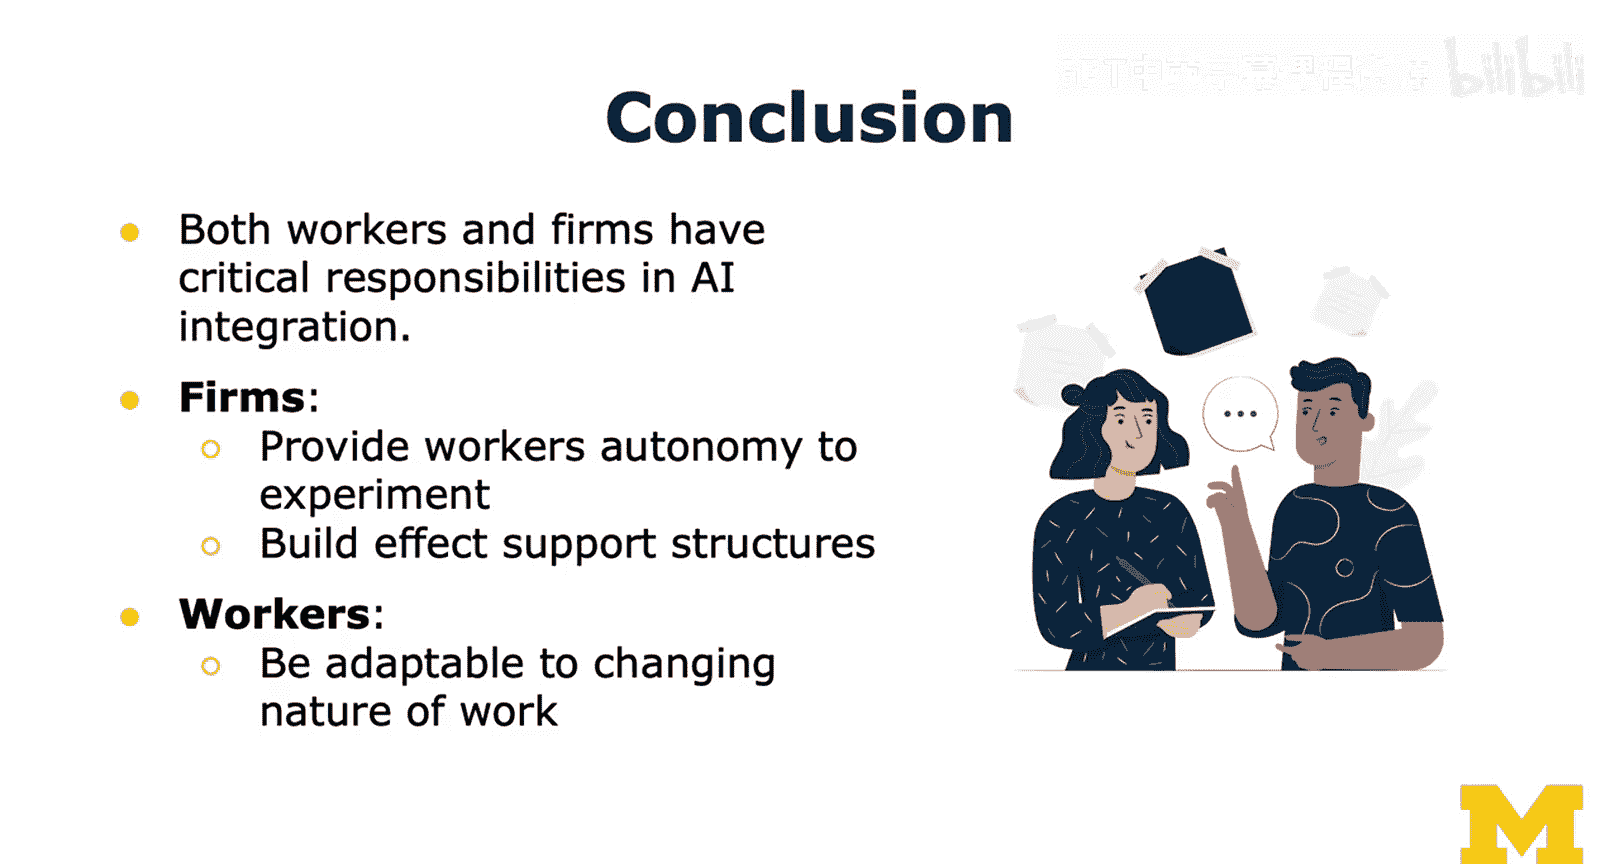 bilibili
Conclusion
Both workers and firms have
critical responsibilities in AI
integration.
Firms:
Provide workers autonomy to
experiment
Build effect support structures
Workers:
Be adaptable to changing
nature of work
M